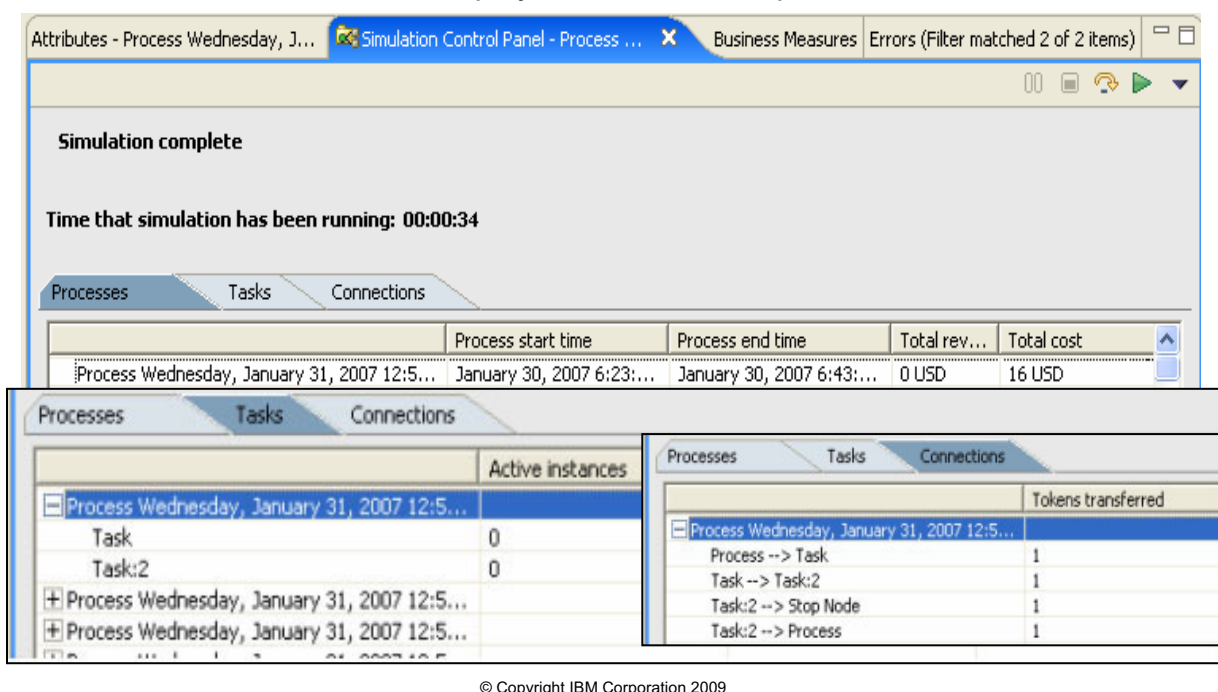 Attributes - Process Wednesday, J...
Simulation Control Panel - Process ...
Business Measures
Errors (Filter matched 2 of 2 items)
Simulation complete
Time that simulation has been running: 00:00:34
Processes Tasks Connections
Process start time Process end time Total rev... Total cost
Process Wednesday, January 31, 2007 12:5... January 30, 2007 6:23:... January 30, 2007 6:43:... 0 USD 16 USD
Processes Tasks Connections
Active instances
Process Wednesday, January 31, 2007 12:5...
Task 0
Task:2 0
Process Wednesday, January 31, 2007 12:5...
Process Wednesday, January 31, 2007 12:5...
Processes Tasks Connections
Tokens transferred
Process Wednesday, January 31, 2007 12:5...
Process --> Task 1
Task --> Task:2 1
Task:2 --> Stop Node 1
Task:2 --> Process 1
© Copyright IBM Corporation 2009